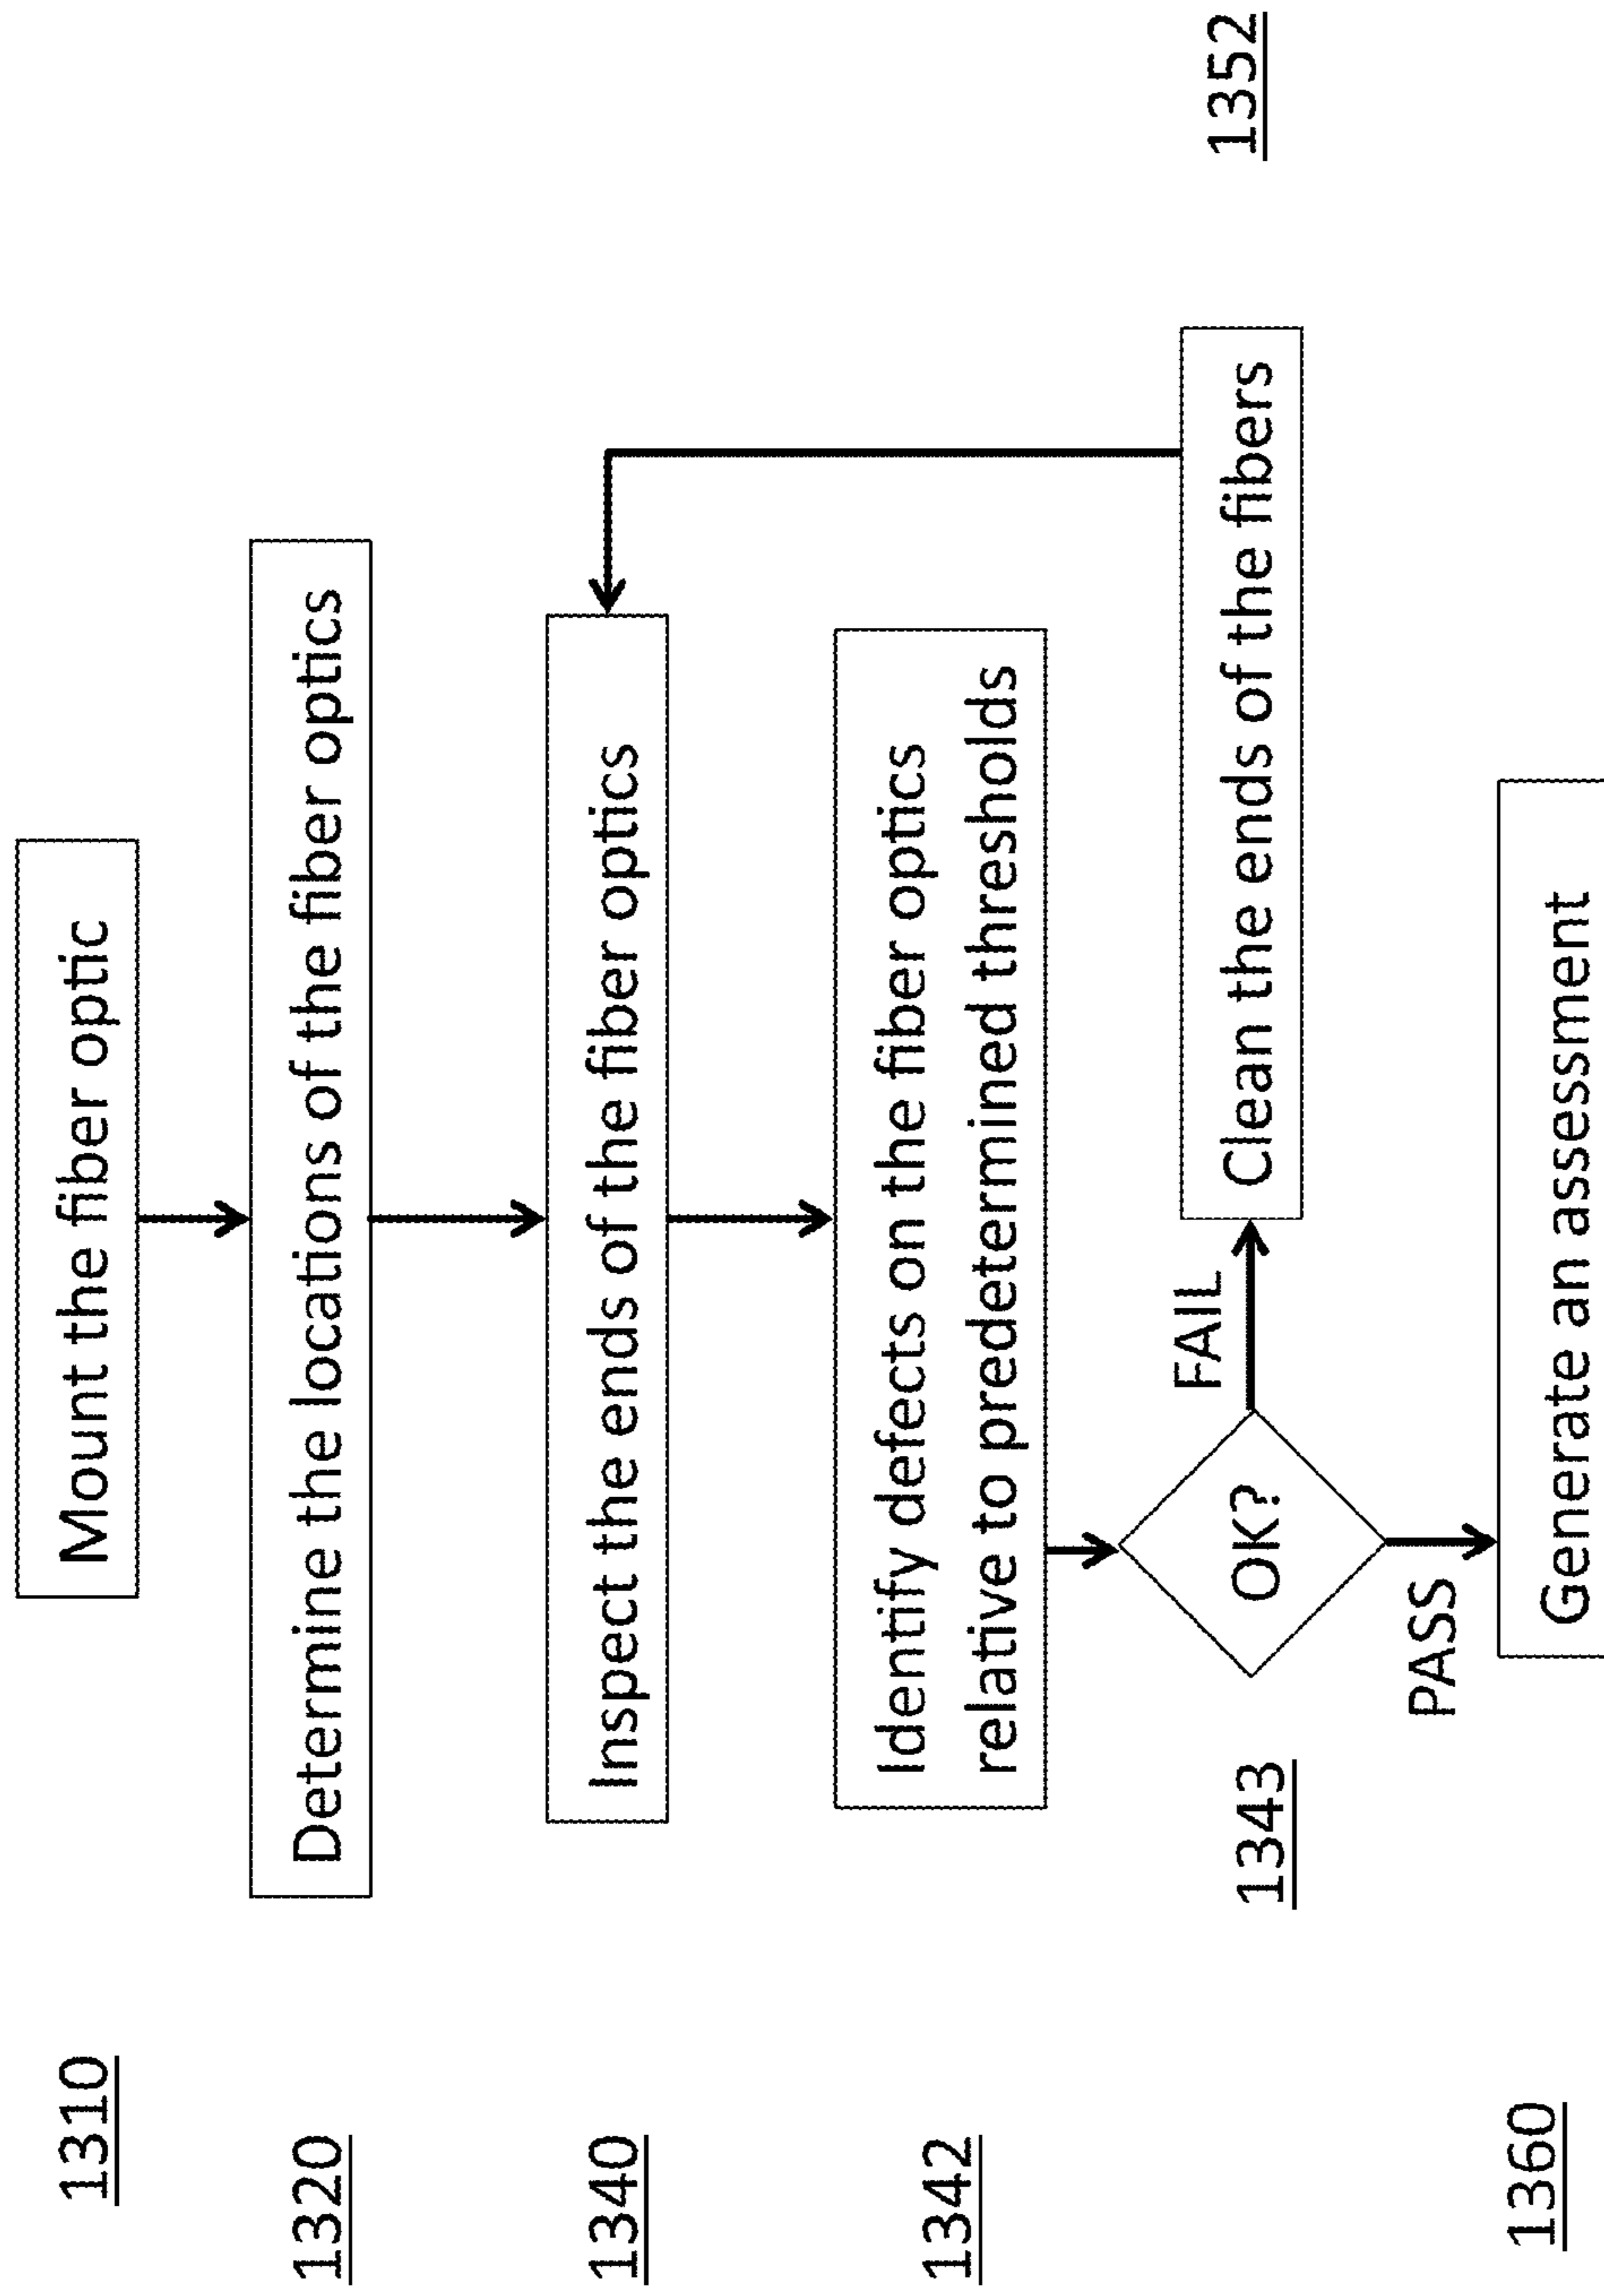 1310
Mount the fiber optic
1320
Determine the locations of the fiber optics
1340
Inspect the ends of the fiber optics
1342
Identify defects on the fiber optics
relative to predetermined thresholds
1343
OK?
FAIL
Clean the ends of the fibers
1352
PASS
1360
Generate an assessment